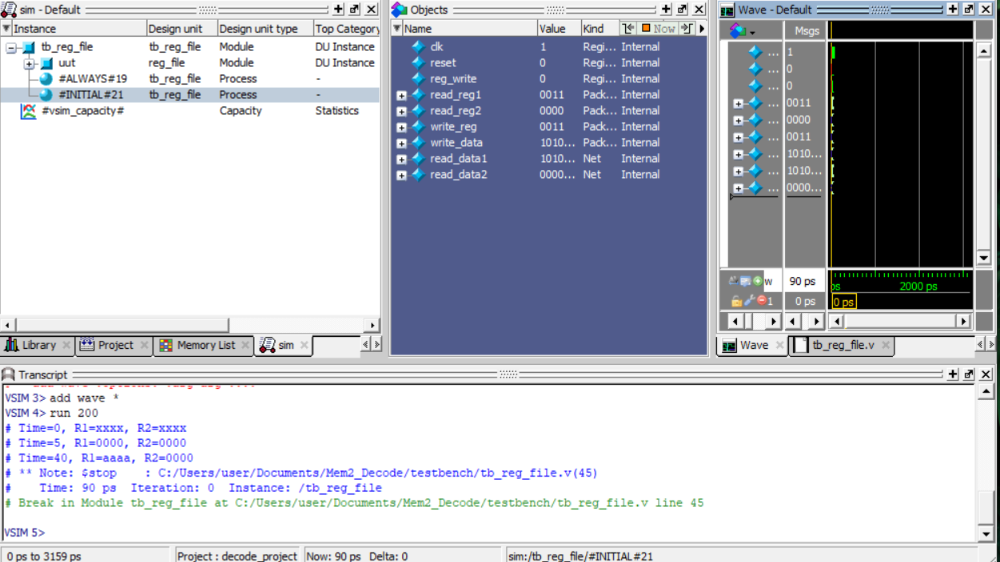 sim - Default
Instance Design unit Design unit type Top Category
tb_reg_file tb_reg_file Module DU Instance
uut reg_file Module DU Instance
#ALWAYS#19 tb_reg_file Process -
#INITIAL#21 tb_reg_file Process -
#vsim_capacity# Capacity Statistics
Library Project Memory List sim
Objects
Name Value Kind Now
clk 1 Regi... Internal
reset 0 Regi... Internal
reg_write 0 Regi... Internal
read_reg1 0011 Pack... Internal
read_reg2 0000 Pack... Internal
write_reg 0011 Pack... Internal
write_data 1010... Pack... Internal
read_data1 1010... Net Internal
read_data2 0000... Net Internal
Wave - Default
Msgs
... 1
... 0
... 0
... 0011
... 0000
... 0011
... 1010...
... 1010...
... 0000...
w 90 ps ps 2000 ps
1 0 ps 0 ps
Wave tb_reg_file.v
Transcript
VSIM 3> add wave *
VSIM 4> run 200
# Time=0, R1=xxxx, R2=xxxx
# Time=5, R1=0000, R2=0000
# Time=40, R1=aaaa, R2=0000
# ** Note: $stop    : C:/Users/user/Documents/Mem2_Decode/testbench/tb_reg_file.v(45)
#    Time: 90 ps  Iteration: 0  Instance: /tb_reg_file
# Break in Module tb_reg_file at C:/Users/user/Documents/Mem2_Decode/testbench/tb_reg_file.v line 45
VSIM 5>
0 ps to 3159 ps Project : decode_project Now: 90 ps Delta: 0 sim:/tb_reg_file/#INITIAL#21